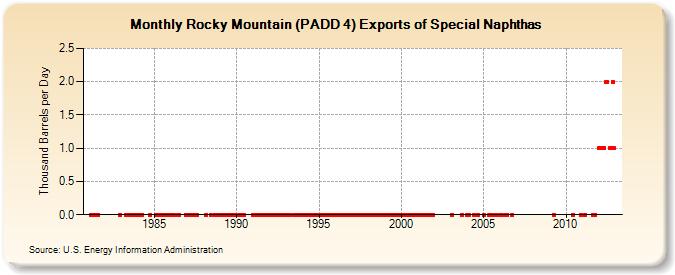 Monthly Rocky Mountain (PADD 4) Exports of Special Naphthas
Thousand Barrels per Day
2.5
2.0
1.5
1.0
0.5
0.0
1985 1990 1995 2000 2005 2010
Source: U.S. Energy Information Administration